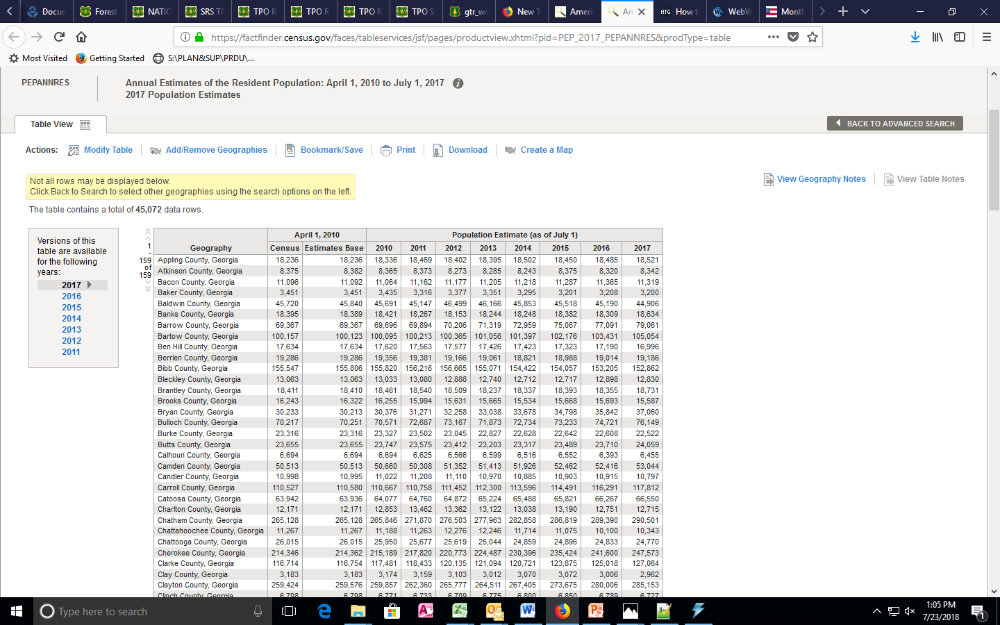 Docun
Forest
NATIO
SRS TF
TPO R
TPO R
TPO R
TPO S
gtr_wo
New T
Ameri
An
How t
WebW
Month
https://factfinder.census.gov/faces/tableservices/jsf/pages/productview.xhtml?pid=PEP_2017_PEPANNRES&prodType=table
Most Visited Getting Started S:\PLAN&SUP\PRDU\...
PEPANNRES Annual Estimates of the Resident Population: April 1, 2010 to July 1, 2017
2017 Population Estimates
Table View BACK TO ADVANCED SEARCH
Actions: Modify Table Add/Remove Geographies Bookmark/Save Print Download Create a Map
Not all rows may be displayed below.
Click Back to Search to select other geographies using the search options on the left.
View Geography Notes View Table Notes
The table contains a total of 45,072 data rows.
Versions of this
table are available
for the following
years:
2017
2016
2015
2014
2013
2012
2011
1
-
159
of
159
April 1, 2010 Population Estimate (as of July 1)
Geography Census Estimates Base 2010 2011 2012 2013 2014 2015 2016 2017
Appling County, Georgia 18,236 18,236 18,336 18,469 18,402 18,395 18,502 18,450 18,485 18,521
Atkinson County, Georgia 8,375 8,382 8,365 8,373 8,273 8,285 8,243 8,375 8,320 8,342
Bacon County, Georgia 11,096 11,092 11,064 11,162 11,177 11,205 11,218 11,287 11,365 11,319
Baker County, Georgia 3,451 3,451 3,435 3,316 3,377 3,351 3,295 3,201 3,208 3,200
Baldwin County, Georgia 45,720 45,840 45,691 45,147 46,499 46,166 45,853 45,518 45,190 44,906
Banks County, Georgia 18,395 18,389 18,421 18,267 18,153 18,244 18,248 18,382 18,309 18,634
Barrow County, Georgia 69,367 69,367 69,696 69,894 70,206 71,319 72,959 75,067 77,091 79,061
Bartow County, Georgia 100,157 100,123 100,095 100,213 100,365 101,056 101,397 102,176 103,431 105,054
Ben Hill County, Georgia 17,634 17,634 17,620 17,563 17,577 17,426 17,423 17,323 17,190 16,996
Berrien County, Georgia 19,286 19,286 19,356 19,381 19,166 19,061 18,821 18,988 19,014 19,186
Bibb County, Georgia 155,547 155,806 155,820 156,216 156,665 155,071 154,422 154,057 153,205 152,862
Bleckley County, Georgia 13,063 13,063 13,033 13,080 12,888 12,740 12,712 12,717 12,898 12,830
Brantley County, Georgia 18,411 18,410 18,461 18,540 18,509 18,237 18,337 18,393 18,355 18,731
Brooks County, Georgia 16,243 16,322 16,255 15,994 15,631 15,665 15,534 15,668 15,693 15,587
Bryan County, Georgia 30,233 30,213 30,376 31,271 32,258 33,038 33,678 34,798 35,842 37,060
Bulloch County, Georgia 70,217 70,251 70,571 72,687 73,167 71,873 72,734 73,233 74,721 76,149
Burke County, Georgia 23,316 23,316 23,327 23,502 23,045 22,827 22,628 22,642 22,608 22,522
Butts County, Georgia 23,655 23,655 23,747 23,575 23,412 23,203 23,317 23,489 23,710 24,059
Calhoun County, Georgia 6,694 6,694 6,694 6,625 6,566 6,599 6,516 6,552 6,393 6,455
Camden County, Georgia 50,513 50,513 50,660 50,308 51,352 51,413 51,926 52,462 52,416 53,044
Candler County, Georgia 10,998 10,995 11,022 11,208 11,110 10,970 10,885 10,903 10,915 10,797
Carroll County, Georgia 110,527 110,580 110,667 110,758 111,452 112,300 113,596 114,491 116,291 117,812
Catoosa County, Georgia 63,942 63,936 64,077 64,760 64,872 65,224 65,488 65,821 66,267 66,550
Charlton County, Georgia 12,171 12,171 12,853 13,462 13,362 13,122 13,038 13,190 12,751 12,715
Chatham County, Georgia 265,128 265,128 265,846 271,870 276,503 277,963 282,858 286,819 289,390 290,501
Chattahoochee County, Georgia 11,267 11,267 11,188 11,263 12,276 12,246 11,714 11,075 10,100 10,343
Chattooga County, Georgia 26,015 26,015 25,950 25,677 25,619 25,044 24,859 24,896 24,833 24,770
Cherokee County, Georgia 214,346 214,362 215,189 217,820 220,773 224,487 230,396 235,424 241,600 247,573
Clarke County, Georgia 116,714 116,754 117,481 118,433 120,135 121,094 120,721 123,875 125,018 127,064
Clay County, Georgia 3,183 3,183 3,174 3,159 3,103 3,012 3,070 3,072 3,006 2,962
Clayton County, Georgia 259,424 259,576 259,857 262,360 265,777 264,511 267,405 273,675 280,006 285,153
Clinch County, Georgia 6,798 6,798 6,771 6,733 6,709 6,775 6,800 6,850 6,789 6,727
Type here to search
1:05 PM
7/23/2018
1